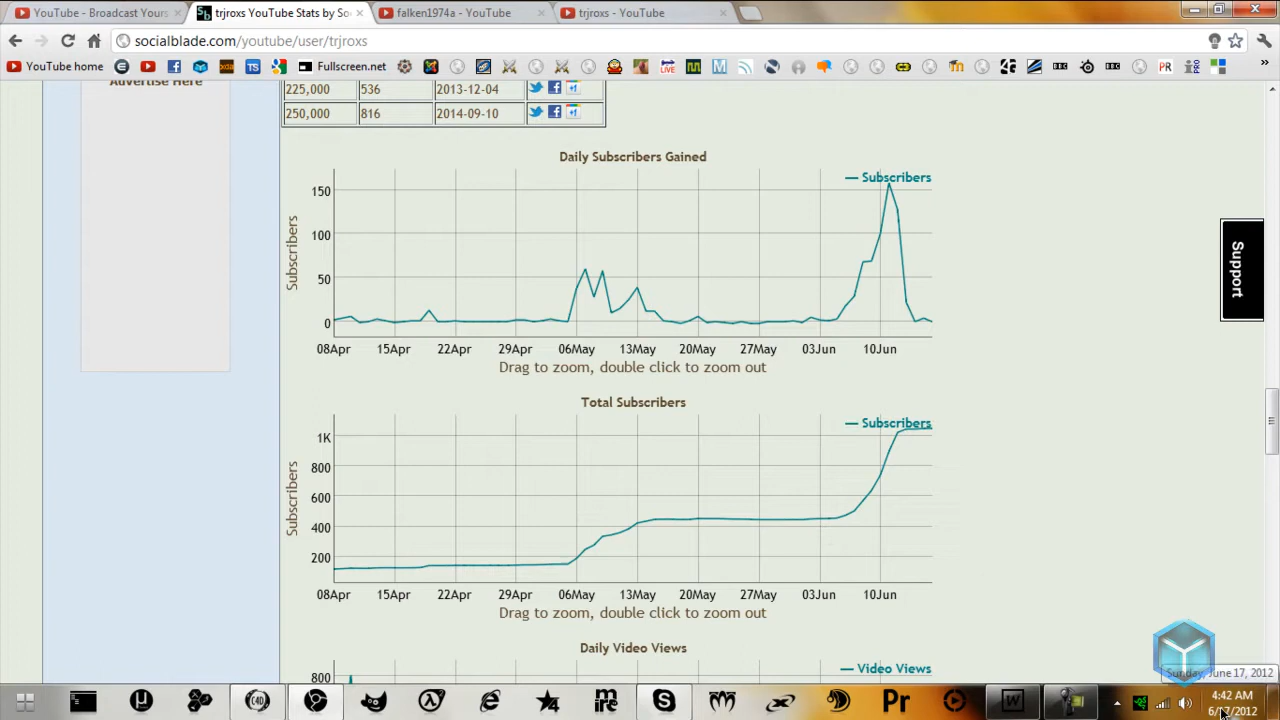 YouTube - Broadcast Yours
trjroxs YouTube Stats by So
falken1974a - YouTube
trjroxs - YouTube
socialblade.com/youtube/user/trjroxs
YouTube home
Fullscreen.net
Advertise Here
225,000 536 2013-12-04
250,000 816 2014-09-10
Daily Subscribers Gained
Subscribers
Subscribers
150
100
50
0
08Apr 15Apr 22Apr 29Apr 06May 13May 20May 27May 03Jun 10Jun
Drag to zoom, double click to zoom out
Total Subscribers
Subscribers
Subscribers
1K
800
600
400
200
08Apr 15Apr 22Apr 29Apr 06May 13May 20May 27May 03Jun 10Jun
Drag to zoom, double click to zoom out
Daily Video Views
Video Views
800
Support
Sunday, June 17, 2012
4:42 AM